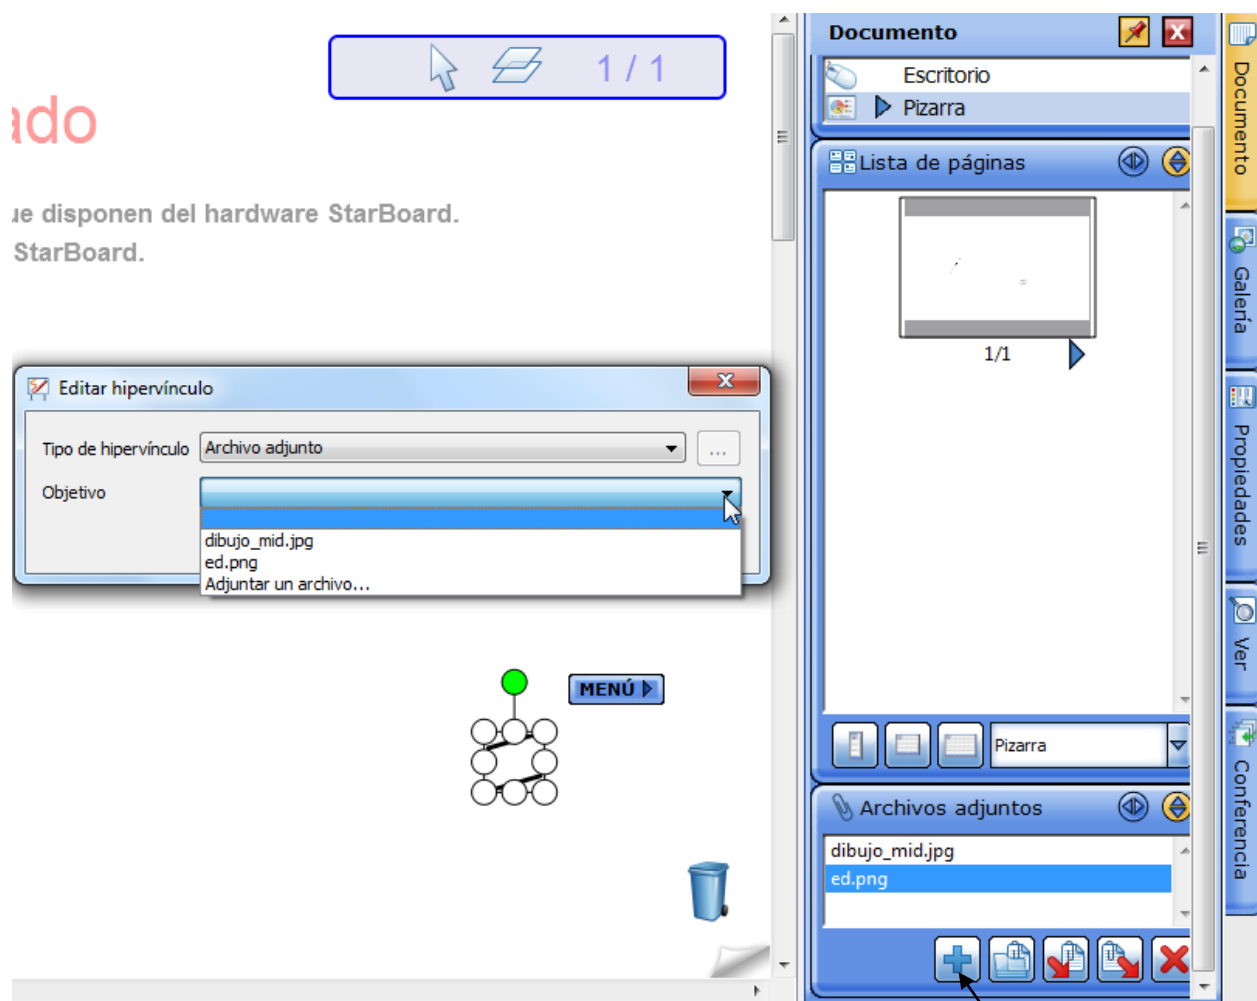 1 / 1
ado
ue disponen del hardware StarBoard.
StarBoard.
Editar hipervínculo
Tipo de hipervínculo
Archivo adjunto
...
Objetivo
dibujo_mid.jpg
ed.png
Adjuntar un archivo...
MENÚ
Documento
Escritorio
Pizarra
Lista de páginas
1/1
Pizarra
Archivos adjuntos
dibujo_mid.jpg
ed.png
Documento
Galería
Propiedades
Ver
Conferencia